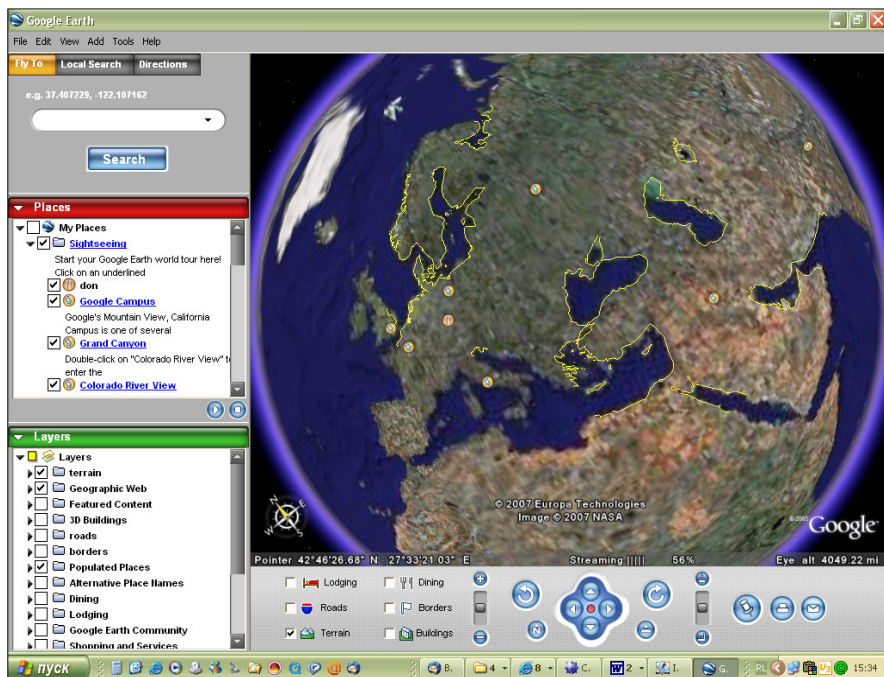 Google Earth
File Edit View Add Tools Help
Fly To Local Search Directions
e.g. 37.407229, -122.107162
Search
Places
My Places
Sightseeing
Start your Google Earth world tour here!
Click on an underlined
don
Google Campus
Google's Mountain View, California
Campus is one of several
Grand Canyon
Double-click on "Colorado River View" t
enter the
Colorado River View
Layers
Layers
terrain
Geographic Web
Featured Content
3D Buildings
roads
borders
Populated Places
Alternative Place Names
Dining
Lodging
Google Earth Community
Shopping and Services
N E S W
© 2007 Europa Technologies
Image © 2007 NASA
Google
Pointer 42°46'26.68" N 27°33'21.03" E Streaming ||||| 56% Eye alt 4049.22 mi
Lodging Dining
Roads Borders
Terrain Buildings
N
пуск В. 4 8 С. W 2 I. G. RL 15:34